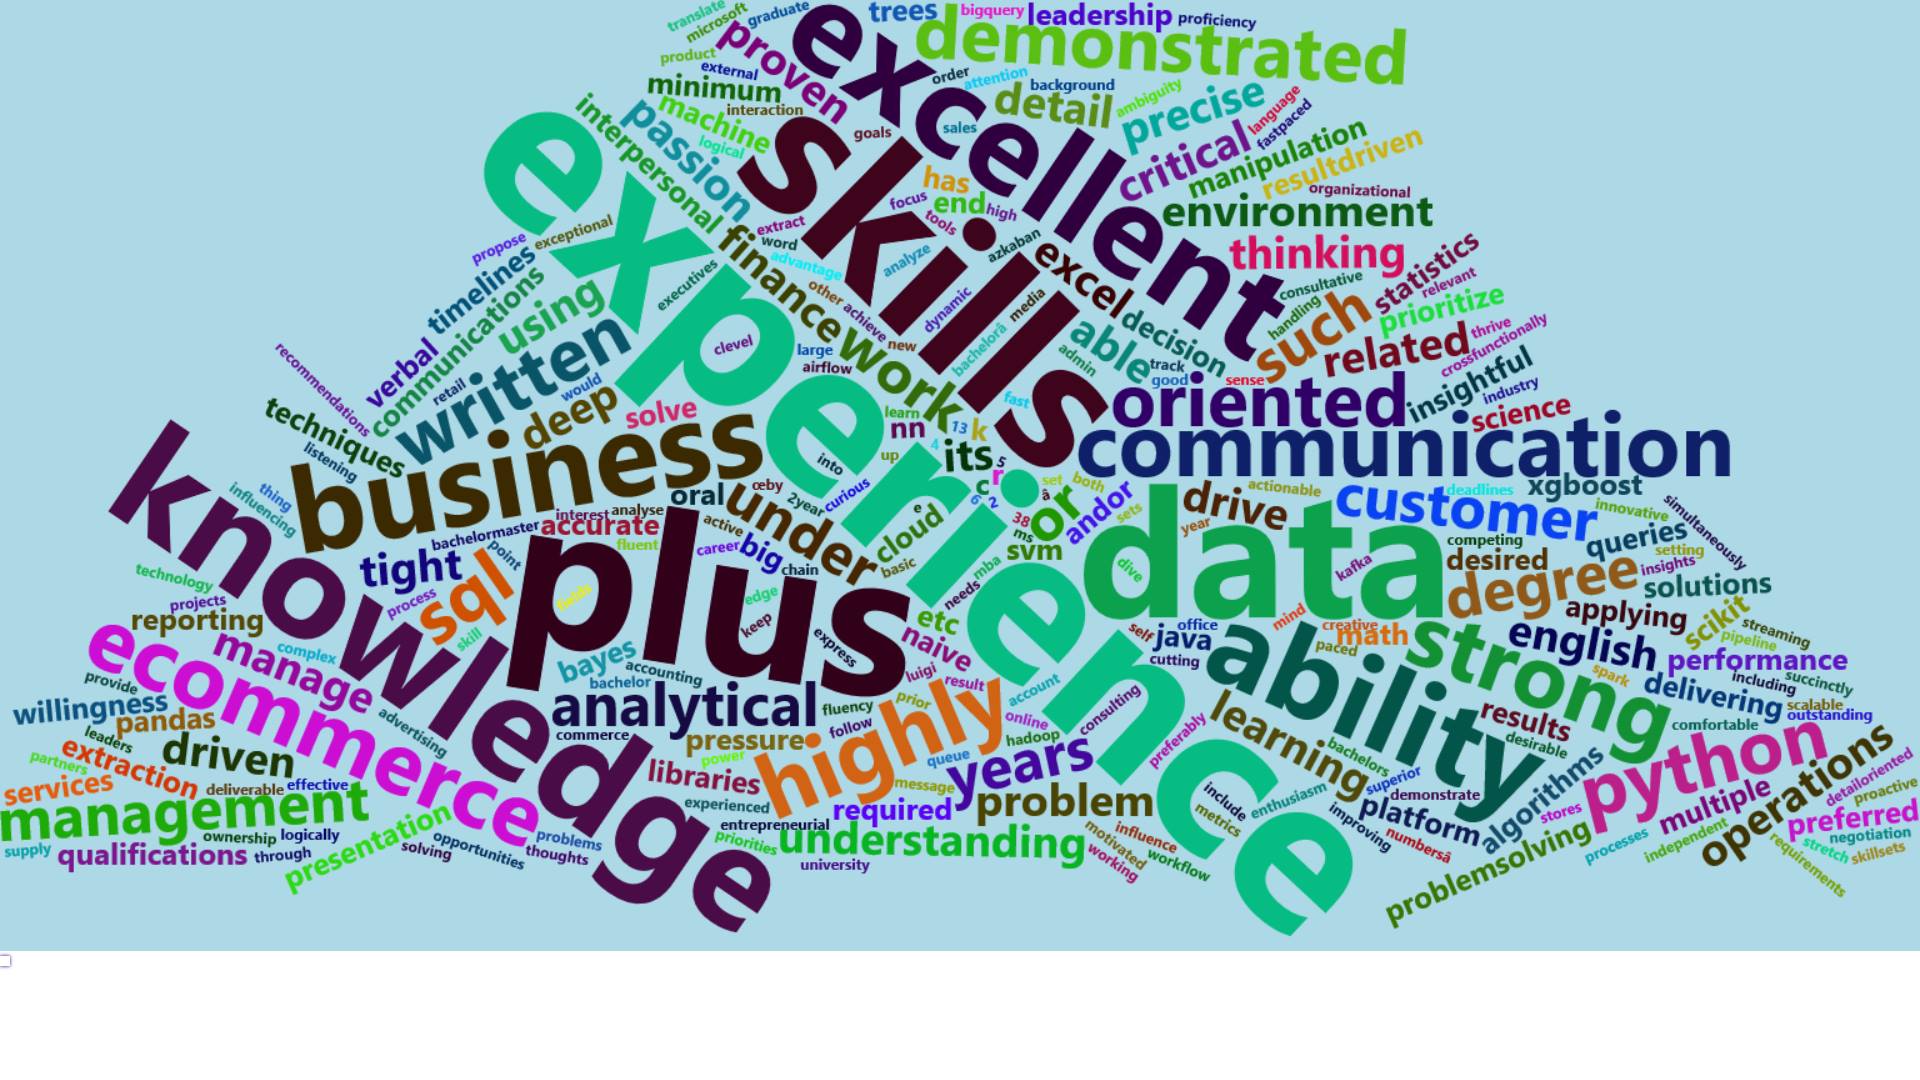 translate
microsoft
graduate
trees
bigquery
leadership
proficiency
product
proven
excellent
demonstrated
external
minimum
order
attention
background
detail
ambiguity
precise
language
fastpaced
interaction
machine
logical
interpersonal
passion
skills
goals
sales
critical
manipulation
resultdriven
organizational
has
focus
end
high
tools
environment
thinking
experience
propose
exceptional
extract
word
finance
advantage
analyze
azkaban
excel
statistics
relevant
consultative
handling
such
prioritize
timelines
communications
using
executives
other
achieve
dynamic
media
able
decision
related
thrive
crossfunctionally
verbal
written
clevel
large
airflow
work
new
bachelorâ
admin
track
good
sense
insightful
industry
recommendations
retail
would
deep
solve
learn
nn
13
k
fast
oriented
science
techniques
listening
business
communication
knowledge
thing
influencing
into
up
4
its
5
r
c
6
2
set
â
both
or
andor
sets
drive
actionable
year
customer
deadlines
xgboost
innovative
simultaneously
oral
œby
under
2year
curious
e
cloud
38
ms
svm
interest
analyse
accurate
bachelormaster
active
fluent
career
big
chain
basic
mba
needs
data
dive
kafka
competing
desired
queries
setting
insights
degree
solutions
technology
projects
reporting
tight
point
process
sql
skill
plus
fields
edge
keep
express
etc
naive
luigi
result
self
office
java
cutting
mind
creative
math
paced
ability
strong
english
applying
scikit
streaming
pipeline
performance
including
succinctly
spark
delivering
scalable
outstanding
comfortable
ecommerce
manage
complex
provide
willingness
pandas
leaders
partners
extraction
driven
advertising
bayes
accounting
bachelor
analytical
commerce
fluency
follow
prior
highly
online
account
hadoop
queue
consulting
preferably
learning
bachelors
results
desirable
algorithms
python
operations
services
deliverable
effective
management
ownership
logically
supply
qualifications
through
presentation
solving
opportunities
problems
thoughts
pressure
power
libraries
experienced
entrepreneurial
priorities
message
required
years
problem
understanding
university
motivated
influence
working
workflow
include
metrics
enthusiasm
superior
demonstrate
improving
platform
numbersâ
stores
problemsolving
processes
multiple
independent
detailoriented
proactive
preferred
negotiation
stretch
skillsets
requirements